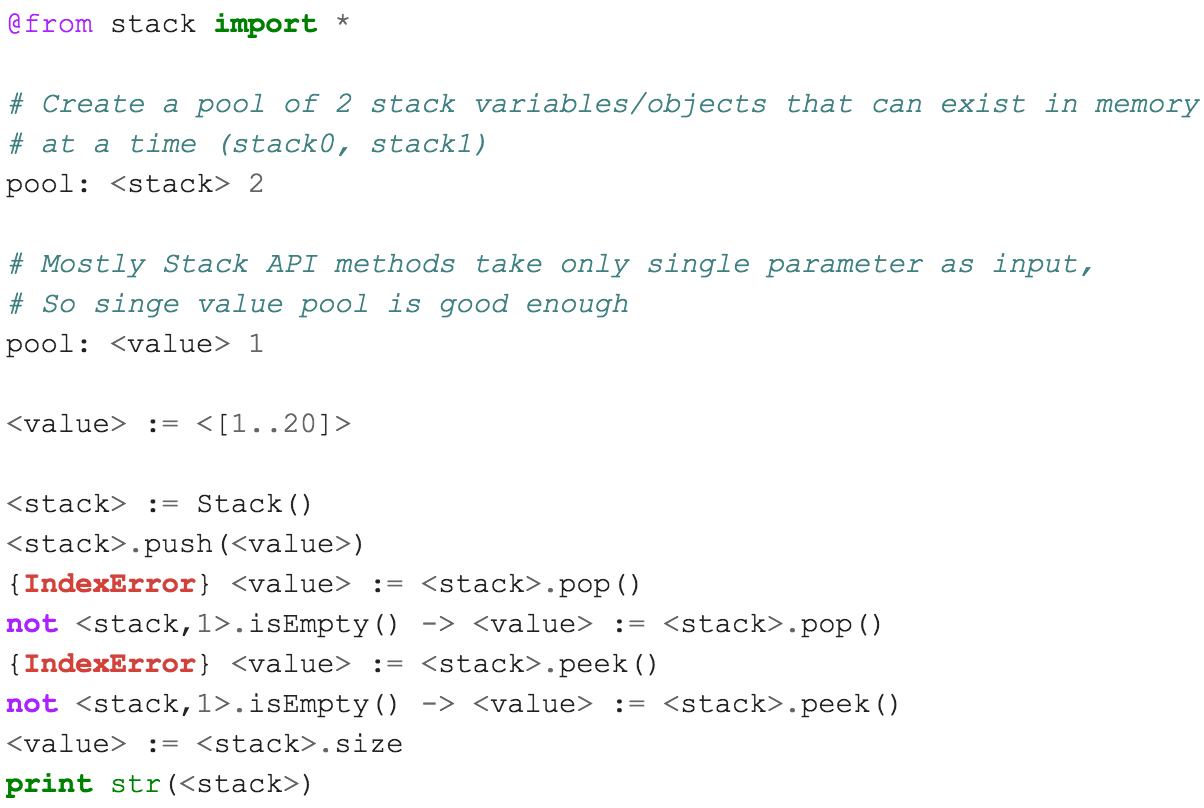 @from stack import *
# Create a pool of 2 stack variables/objects that can exist in memory
# at a time (stack0, stack1)
pool: <stack> 2
# Mostly Stack API methods take only single parameter as input,
# So singe value pool is good enough
pool: <value> 1
<value> := <[1..20]>
<stack> := Stack()
<stack>.push(<value>)
{IndexError} <value> := <stack>.pop()
not <stack,1>.isEmpty() -> <value> := <stack>.pop()
{IndexError} <value> := <stack>.peek()
not <stack,1>.isEmpty() -> <value> := <stack>.peek()
<value> := <stack>.size
print str(<stack>)